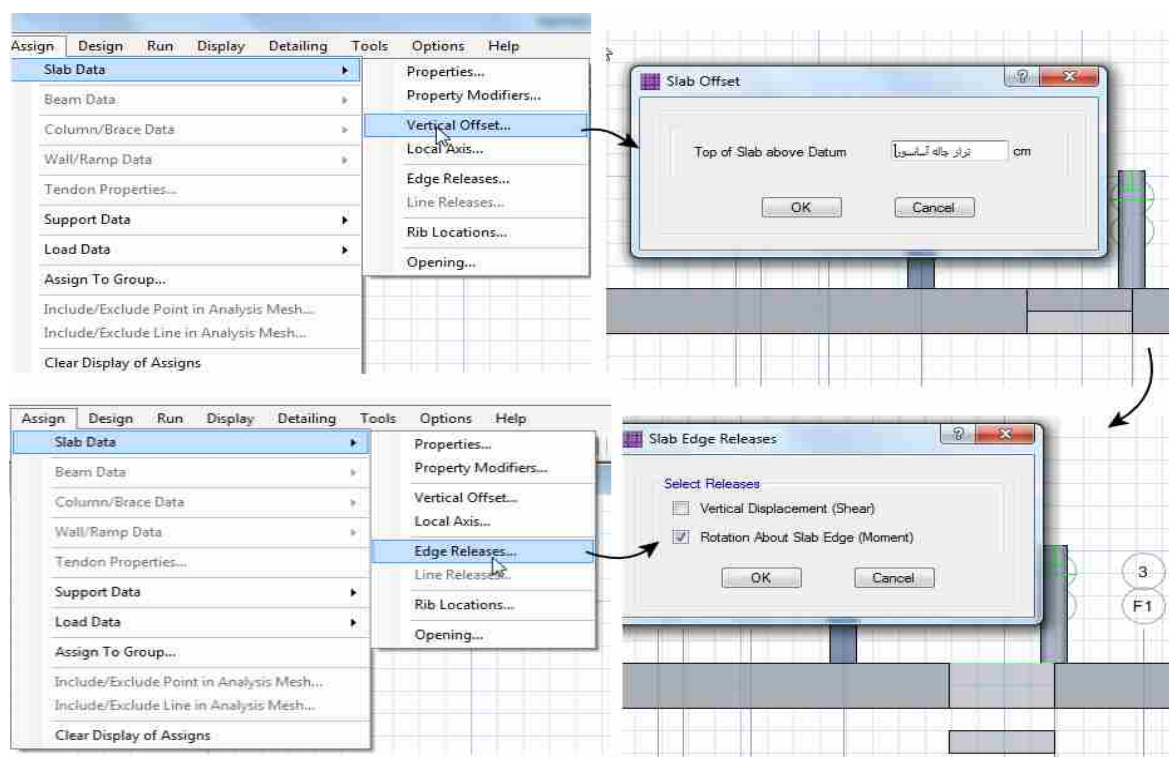 Assign Design Run Display Detailing Tools Options Help
Slab Data
Beam Data
Column/Brace Data
Wall/Ramp Data
Tendon Properties...
Support Data
Load Data
Assign To Group...
Include/Exclude Point in Analysis Mesh...
Include/Exclude Line in Analysis Mesh...
Clear Display of Assigns
Properties...
Property Modifiers...
Vertical Offset...
Local Axis...
Edge Releases...
Line Releases...
Rib Locations...
Opening...
Slab Offset
Top of Slab above Datum تراز چاله آسانسور cm
OK Cancel
Assign Design Run Display Detailing Tools Options Help
Slab Data
Beam Data
Column/Brace Data
Wall/Ramp Data
Tendon Properties...
Support Data
Load Data
Assign To Group...
Include/Exclude Point in Analysis Mesh...
Include/Exclude Line in Analysis Mesh...
Clear Display of Assigns
Properties...
Property Modifiers...
Vertical Offset...
Local Axis...
Edge Releases...
Line Releases...
Rib Locations...
Opening...
Slab Edge Releases
Select Releases
Vertical Displacement (Shear)
Rotation About Slab Edge (Moment)
OK Cancel
3
F1